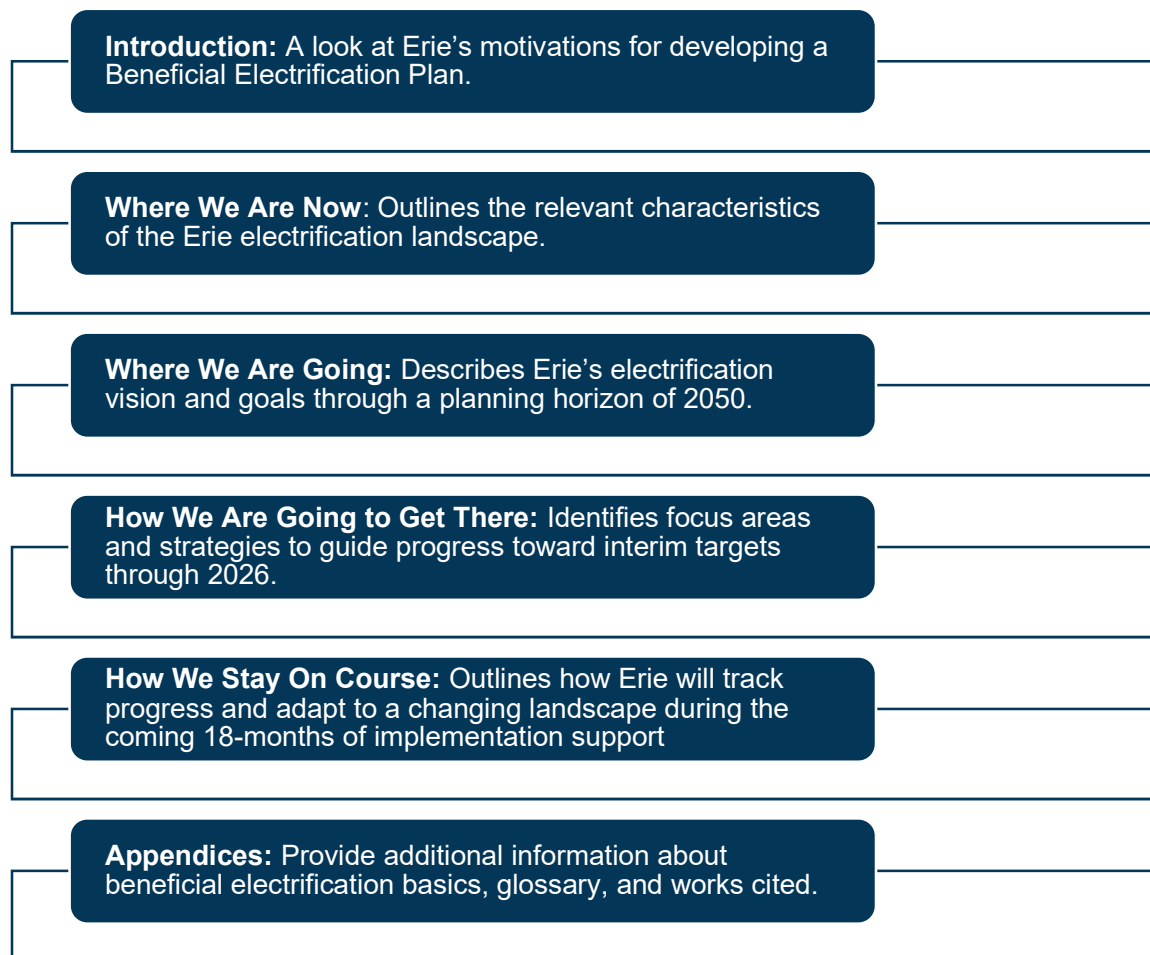 Introduction: A look at Erie’s motivations for developing a
Beneficial Electrification Plan.
Where We Are Now: Outlines the relevant characteristics
of the Erie electrification landscape.
Where We Are Going: Describes Erie’s electrification
vision and goals through a planning horizon of 2050.
How We Are Going to Get There: Identifies focus areas
and strategies to guide progress toward interim targets
through 2026.
How We Stay On Course: Outlines how Erie will track
progress and adapt to a changing landscape during the
coming 18-months of implementation support
Appendices: Provide additional information about
beneficial electrification basics, glossary, and works cited.